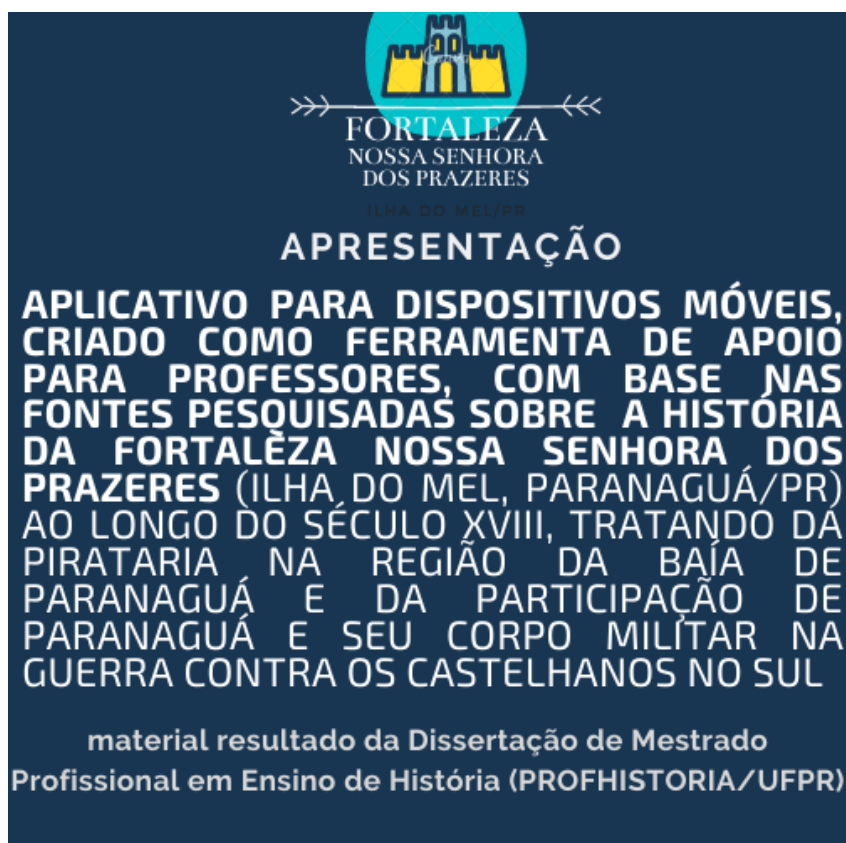 Canva
FORTALEZA
NOSSA SENHORA
DOS PRAZERES
ILHA DO MEL/PR
APRESENTAÇÃO
APLICATIVO PARA DISPOSITIVOS MÓVEIS,
CRIADO COMO FERRAMENTA DE APOIO
PARA PROFESSORES, COM BASE NAS
FONTES PESQUISADAS SOBRE A HISTÓRIA
DA FORTALEZA NOSSA SENHORA DOS
PRAZERES (ILHA DO MEL, PARANAGUÁ/PR)
AO LONGO DO SÉCULO XVIII, TRATANDO DA
PIRATARIA NA REGIÃO DA BAÍA DE
PARANAGUÁ E DA PARTICIPAÇÃO DE
PARANAGUÁ E SEU CORPO MILITAR NA
GUERRA CONTRA OS CASTELHANOS NO SUL
material resultado da Dissertação de Mestrado
Profissional em Ensino de História (PROFHISTORIA/UFPR)